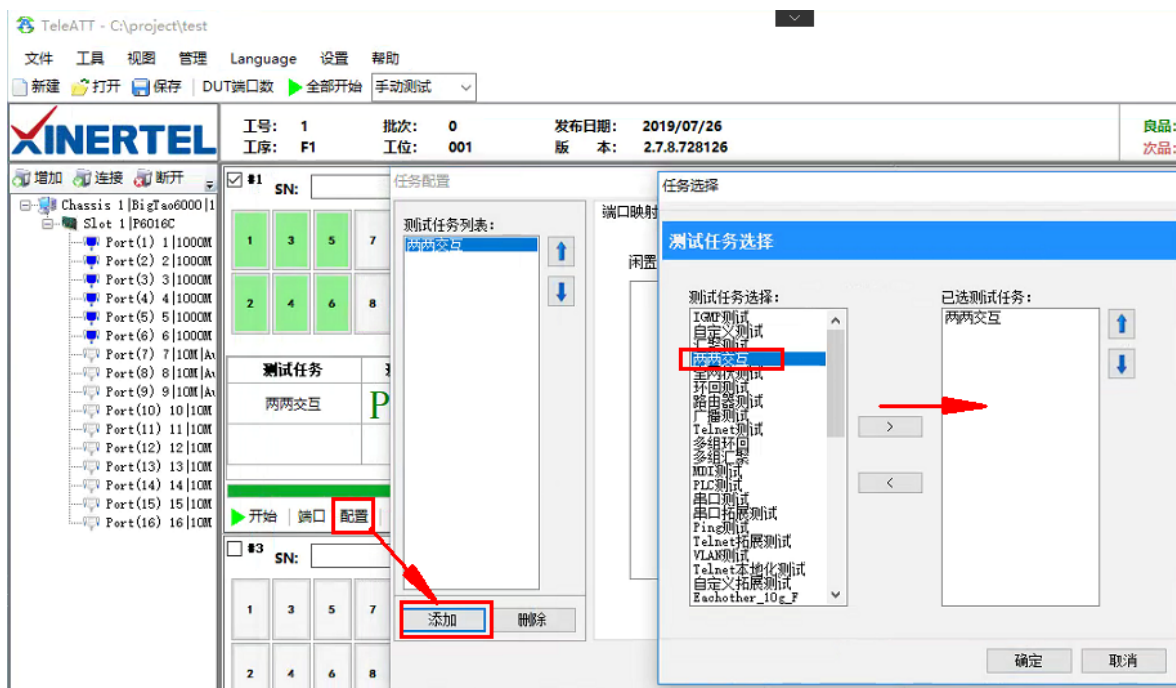 TeleATT - C:\project\test
文件 工具 视图 管理 Language 设置 帮助
新建 打开 保存 DUT端口数 全部开始 手动测试
XINERTEL
工号: 1 批次: 0 发布日期: 2019/07/26
工序: F1 工位: 001 版 本: 2.7.8.728126
良品:
次品:
增加 连接 断开
Chassis 1|BigTao6000|1
Slot 1|P6016C
Port(1) 1|1000M
Port(2) 2|1000M
Port(3) 3|1000M
Port(4) 4|1000M
Port(5) 5|1000M
Port(6) 6|1000M
Port(7) 7|10M|Au
Port(8) 8|10M|Au
Port(9) 9|10M|Au
Port(10) 10|10M
Port(11) 11|10M
Port(12) 12|10M
Port(13) 13|10M
Port(14) 14|10M
Port(15) 15|10M
Port(16) 16|10M
#1 SN:
1 3 5 7
2 4 6 8
测试任务
两两交互 P
开始 端口 配置
#3 SN:
1 3 5 7
2 4 6 8
任务配置
测试任务列表:
两两交互
添加 删除
端口映射
闲置
任务选择
测试任务选择
测试任务选择:
IGMP测试
自定义测试
汇聚测试
两两交互
全网状测试
环回测试
路由器测试
广播测试
Telnet测试
多组环回
多组汇聚
MDI测试
PLC测试
串口测试
串口拓展测试
Ping测试
Telnet拓展测试
VLAN测试
Telnet本地化测试
自定义拓展测试
Eachother_10g_F
>
<
已选测试任务:
两两交互
确定 取消